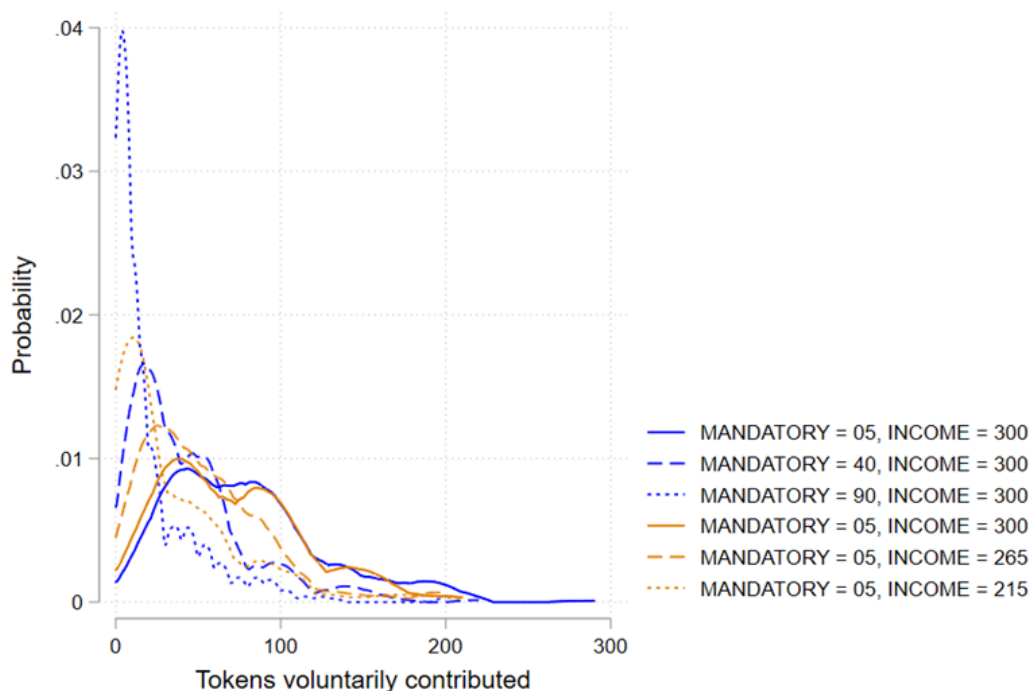 .04
.03
.02
.01
0
Probability
0 100 200 300
Tokens voluntarily contributed
MANDATORY = 05, INCOME = 300
MANDATORY = 40, INCOME = 300
MANDATORY = 90, INCOME = 300
MANDATORY = 05, INCOME = 300
MANDATORY = 05, INCOME = 265
MANDATORY = 05, INCOME = 215